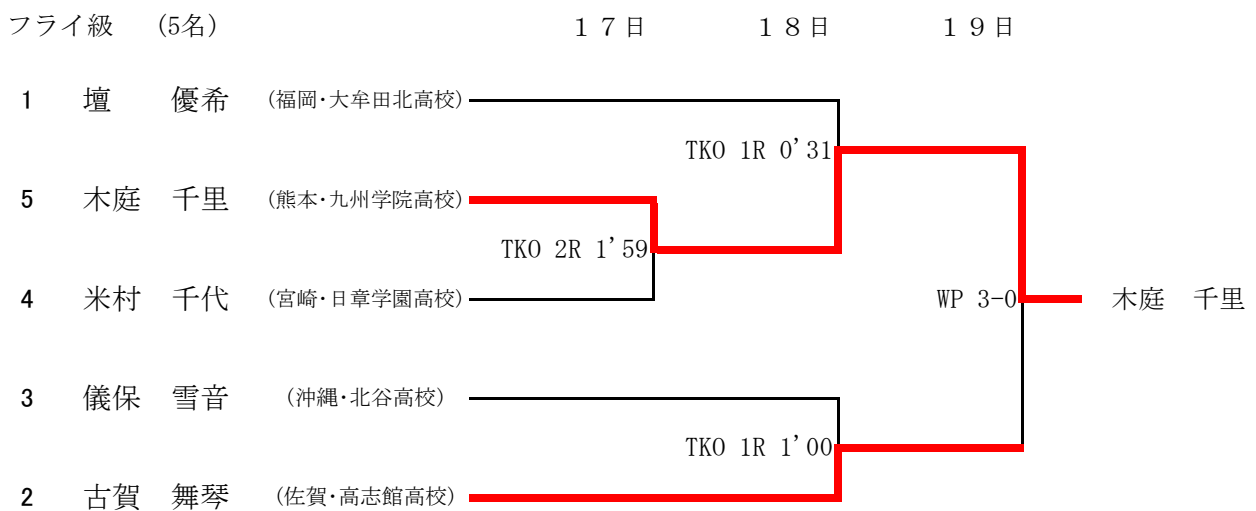 フライ級 (5名) 17日 18日 19日
1 壇 優希 (福岡・大牟田北高校)
TKO 1R 0'31
5 木庭 千里 (熊本・九州学院高校)
TKO 2R 1'59
4 米村 千代 (宮崎・日章学園高校) WP 3-0 木庭 千里
3 儀保 雪音 (沖縄・北谷高校)
TKO 1R 1'00
2 古賀 舞琴 (佐賀・高志館高校)